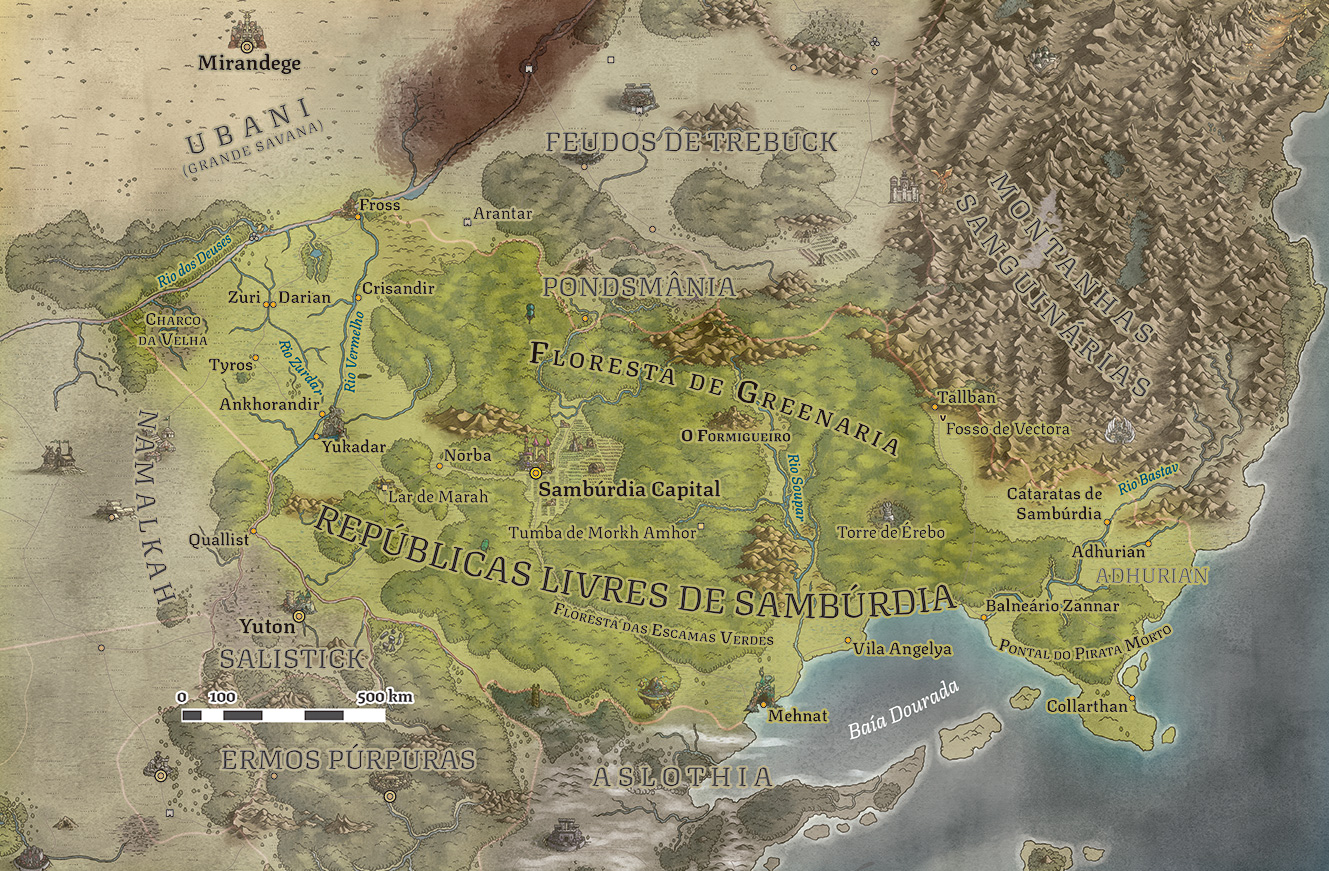 Mirandege
UBANI
(GRANDE SAVANA)
FEUDOS DE TREBUCK
Fross
Arantar
MONTANHAS
SANGUINÁRIAS
Rio dos Deuses
Zuri
Darian
Crisandir
PONDSMÂNIA
CHARCO
DA VELHA
Rio Vermelho
Rio Zurdar
Tyros
FLORESTA DE GREENARIA
Ankhorandir
Tallban
Fosso de Vectora
NAMALKAH
Yukadar
O FORMIGUEIRO
Norba
Lar de Marah
Sambúrdia Capital
Rio Soupar
Rio Bastav
Cataratas de
Sambúrdia
Quallist
Tumba de Morkh Amhor
Torre de Érebo
REPÚBLICAS LIVRES DE SAMBÚRDIA
Adhurian
ADHURIAN
FLORESTA DAS ESCAMAS VERDES
Balneário Zannar
Yuton
SALISTICK
Vila Angelya
PONTAL DO PIRATA MORTO
0 100 500 km
Mehnat
Baía Dourada
Collarthan
ERMOS PÚRPURAS
ASLOTHIA